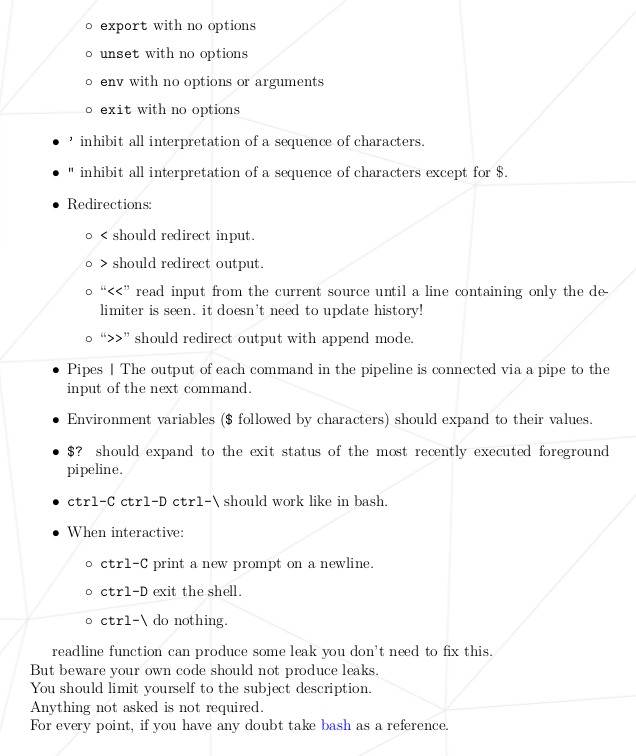 ○ export with no options
○ unset with no options
○ env with no options or arguments
○ exit with no options
• ’ inhibit all interpretation of a sequence of characters.
• " inhibit all interpretation of a sequence of characters except for $.
• Redirections:
○ < should redirect input.
○ > should redirect output.
○ “<<” read input from the current source until a line containing only the de-
limiter is seen. it doesn’t need to update history!
○ “>>” should redirect output with append mode.
• Pipes | The output of each command in the pipeline is connected via a pipe to the
input of the next command.
• Environment variables ($ followed by characters) should expand to their values.
• $? should expand to the exit status of the most recently executed foreground
pipeline.
• ctrl-C ctrl-D ctrl-\ should work like in bash.
• When interactive:
○ ctrl-C print a new prompt on a newline.
○ ctrl-D exit the shell.
○ ctrl-\ do nothing.
readline function can produce some leak you don’t need to fix this.
But beware your own code should not produce leaks.
You should limit yourself to the subject description.
Anything not asked is not required.
For every point, if you have any doubt take bash as a reference.